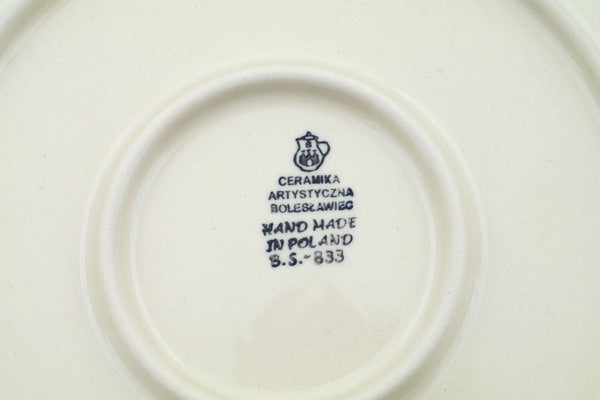 B
CERAMIKA
ARTYSTYCZNA
BOLESŁAWIEC
HAND MADE
IN POLAND
B.S.-833